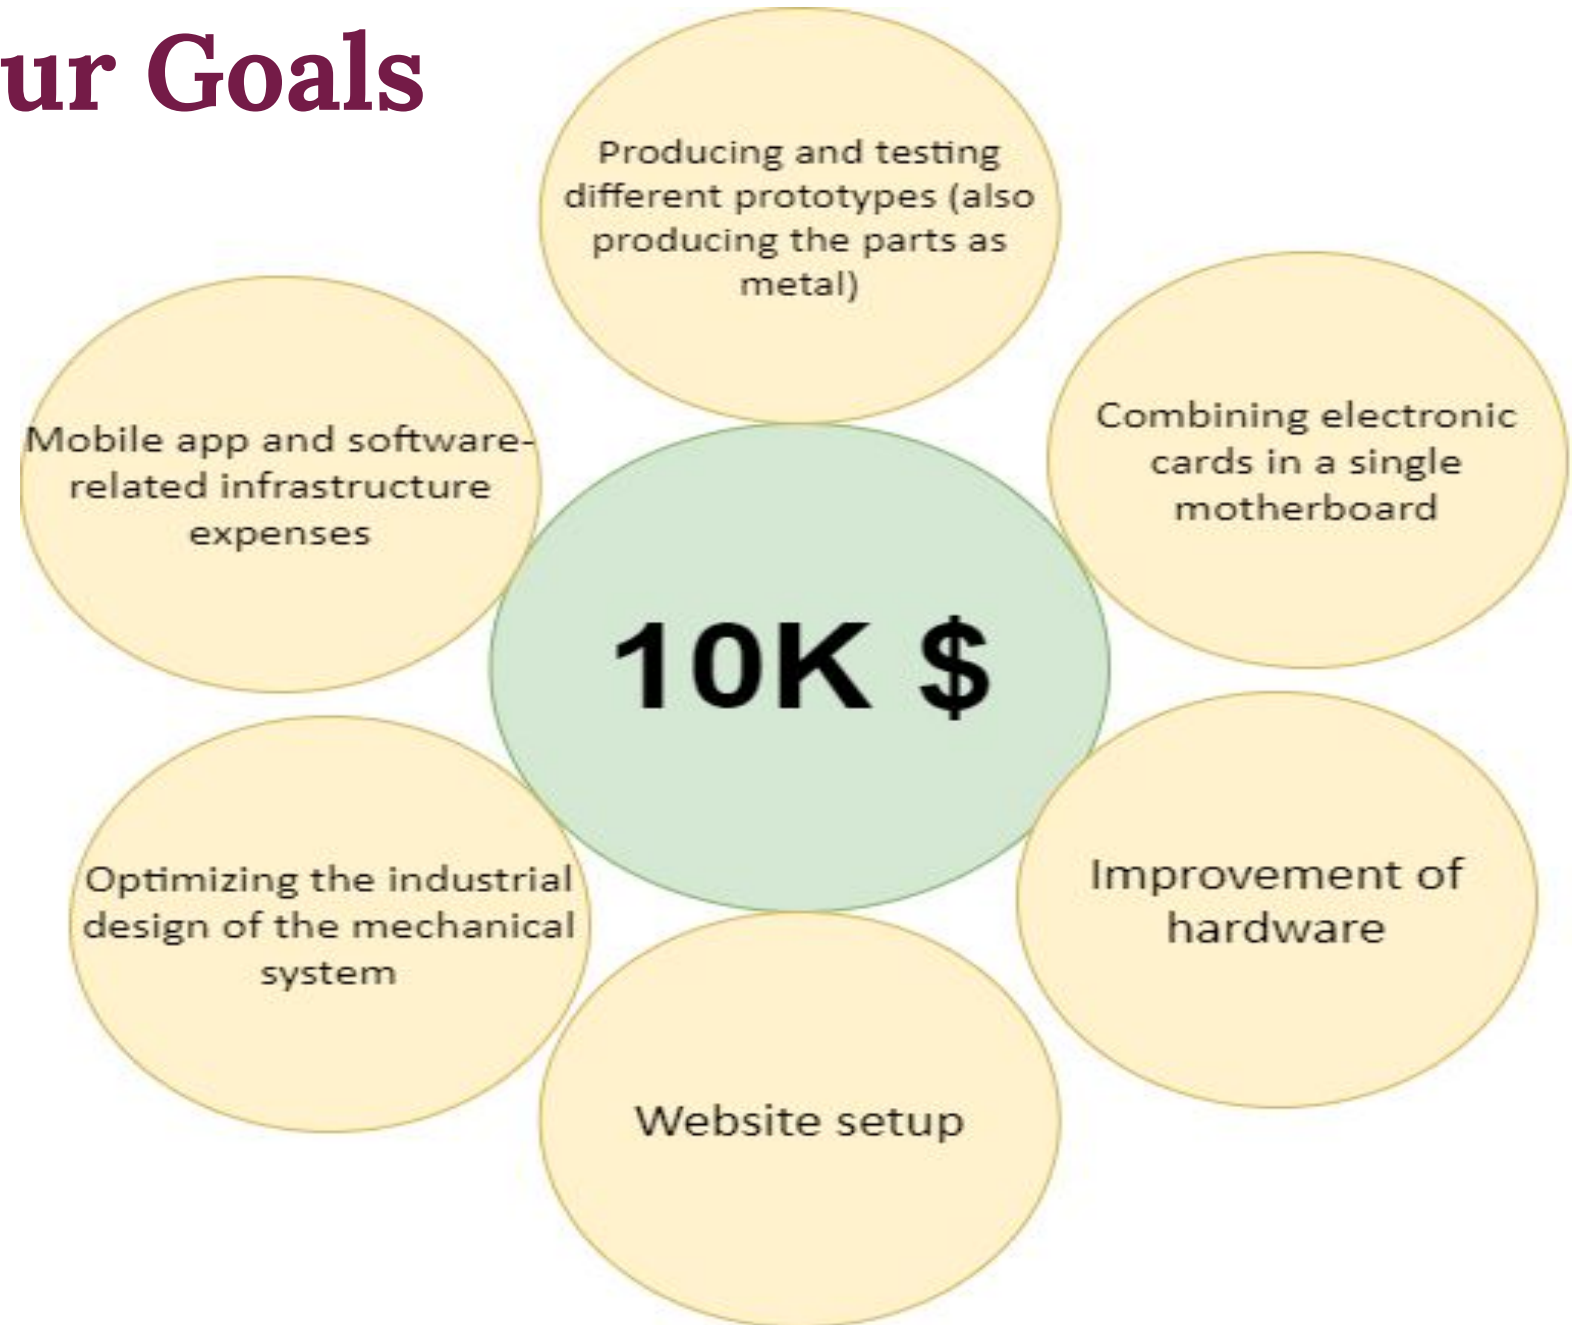 ur Goals
Producing and testing
different prototypes (also
producing the parts as
metal)
Combining electronic
cards in a single
motherboard
Mobile app and software-
related infrastructure
expenses
10K $
Improvement of
hardware
Optimizing the industrial
design of the mechanical
system
Website setup